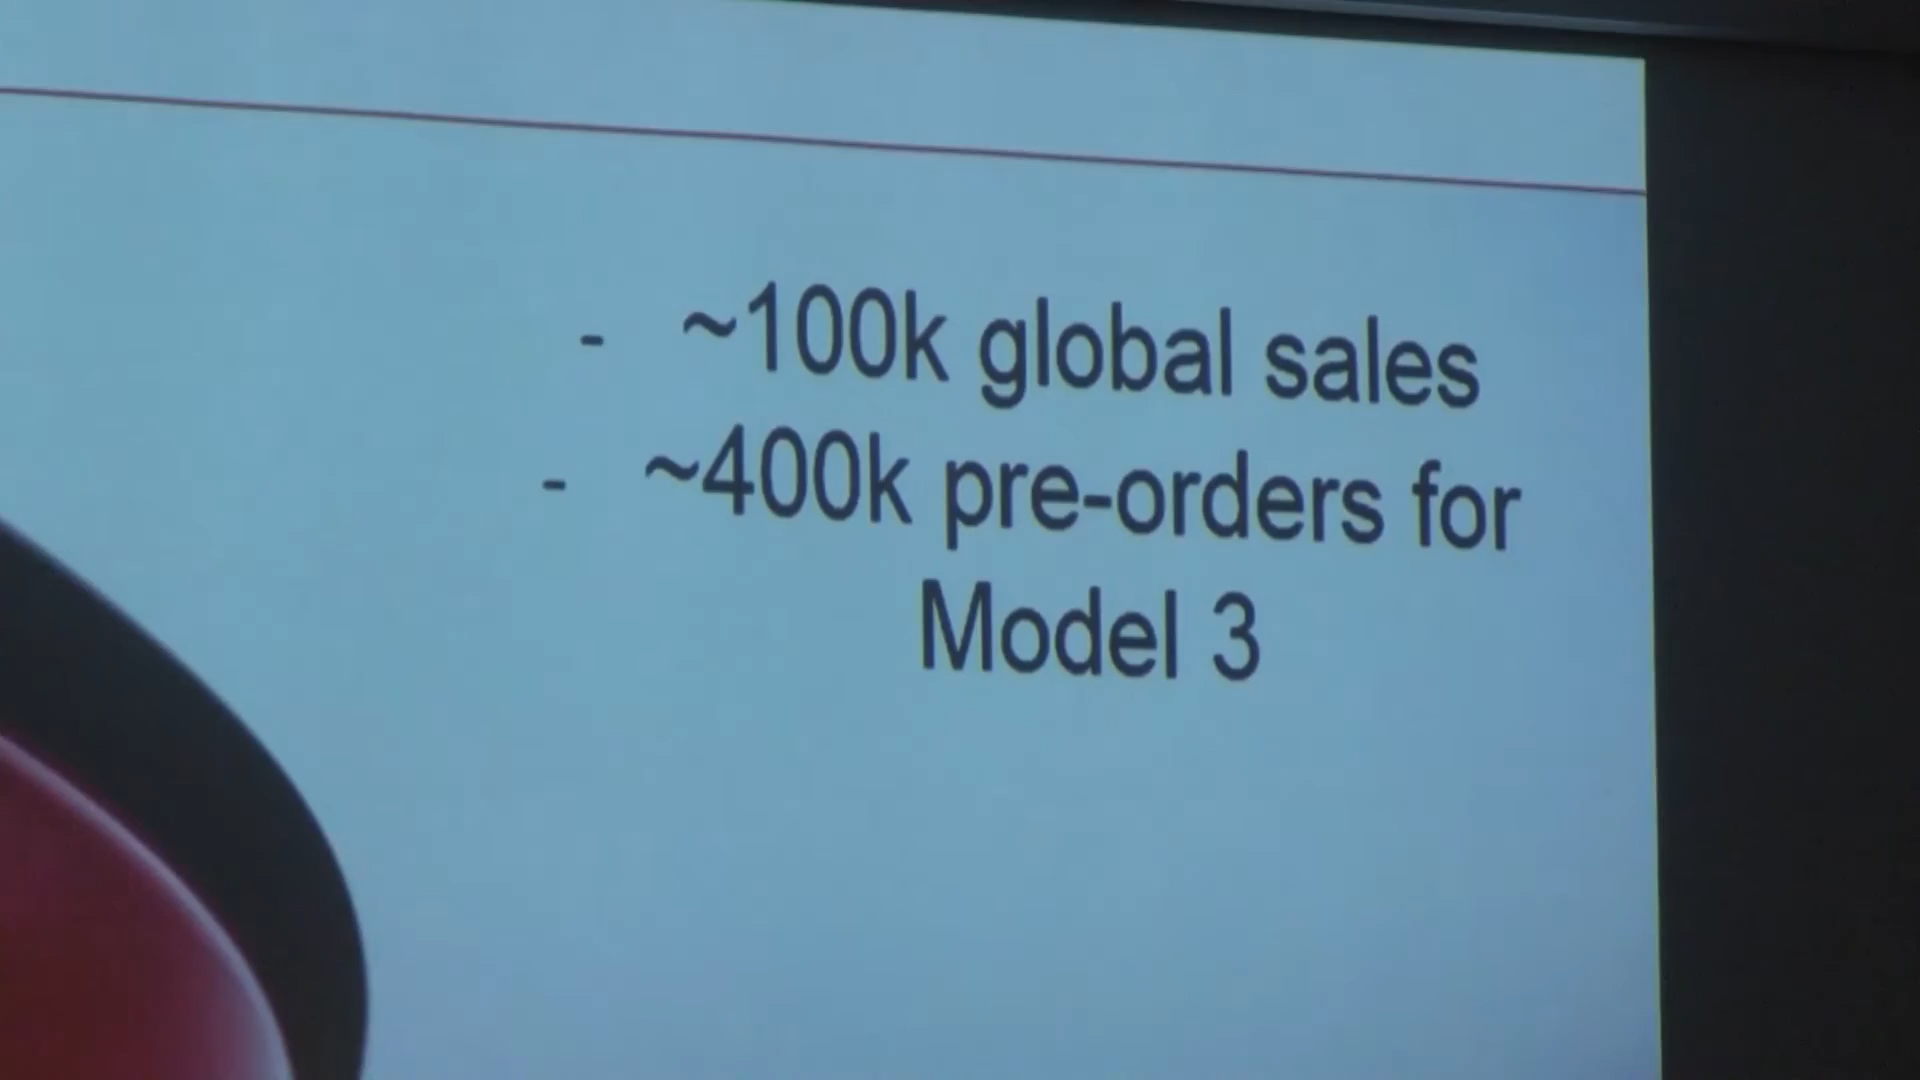 - ~100k global sales
- ~400k pre-orders for
Model 3